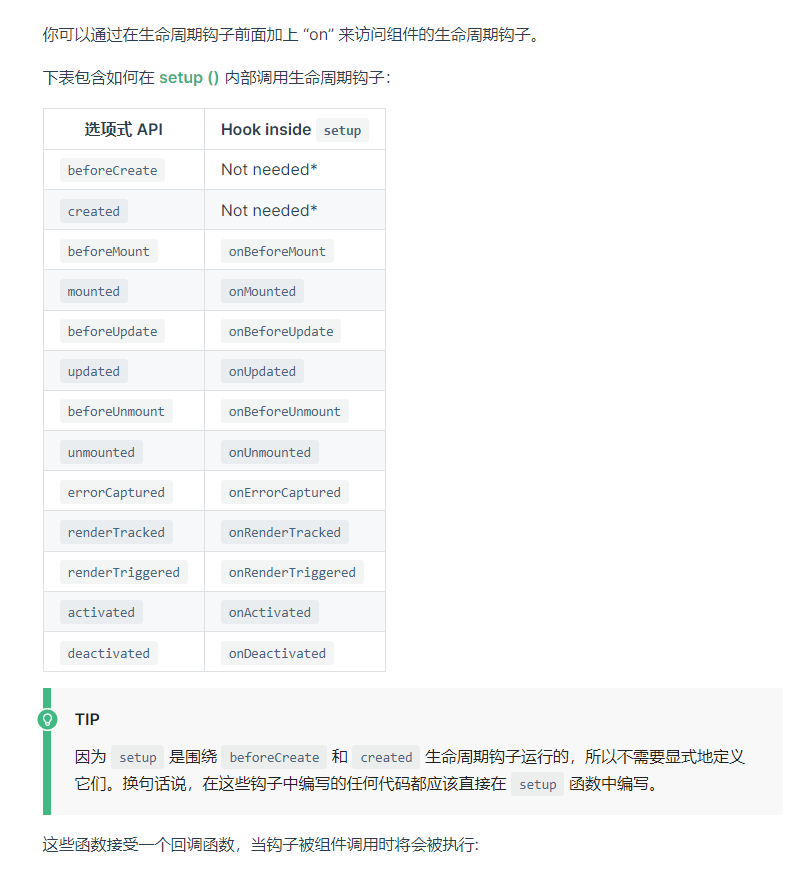 你可以通过在生命周期钩子前面加上 “on” 来访问组件的生命周期钩子。
下表包含如何在 setup () 内部调用生命周期钩子：
选项式 API Hook inside setup
beforeCreate Not needed*
created Not needed*
beforeMount onBeforeMount
mounted onMounted
beforeUpdate onBeforeUpdate
updated onUpdated
beforeUnmount onBeforeUnmount
unmounted onUnmounted
errorCaptured onErrorCaptured
renderTracked onRenderTracked
renderTriggered onRenderTriggered
activated onActivated
deactivated onDeactivated
TIP
因为 setup 是围绕 beforeCreate 和 created 生命周期钩子运行的，所以不需要显式地定义
它们。换句话说，在这些钩子中编写的任何代码都应该直接在 setup 函数中编写。
这些函数接受一个回调函数，当钩子被组件调用时将会被执行: